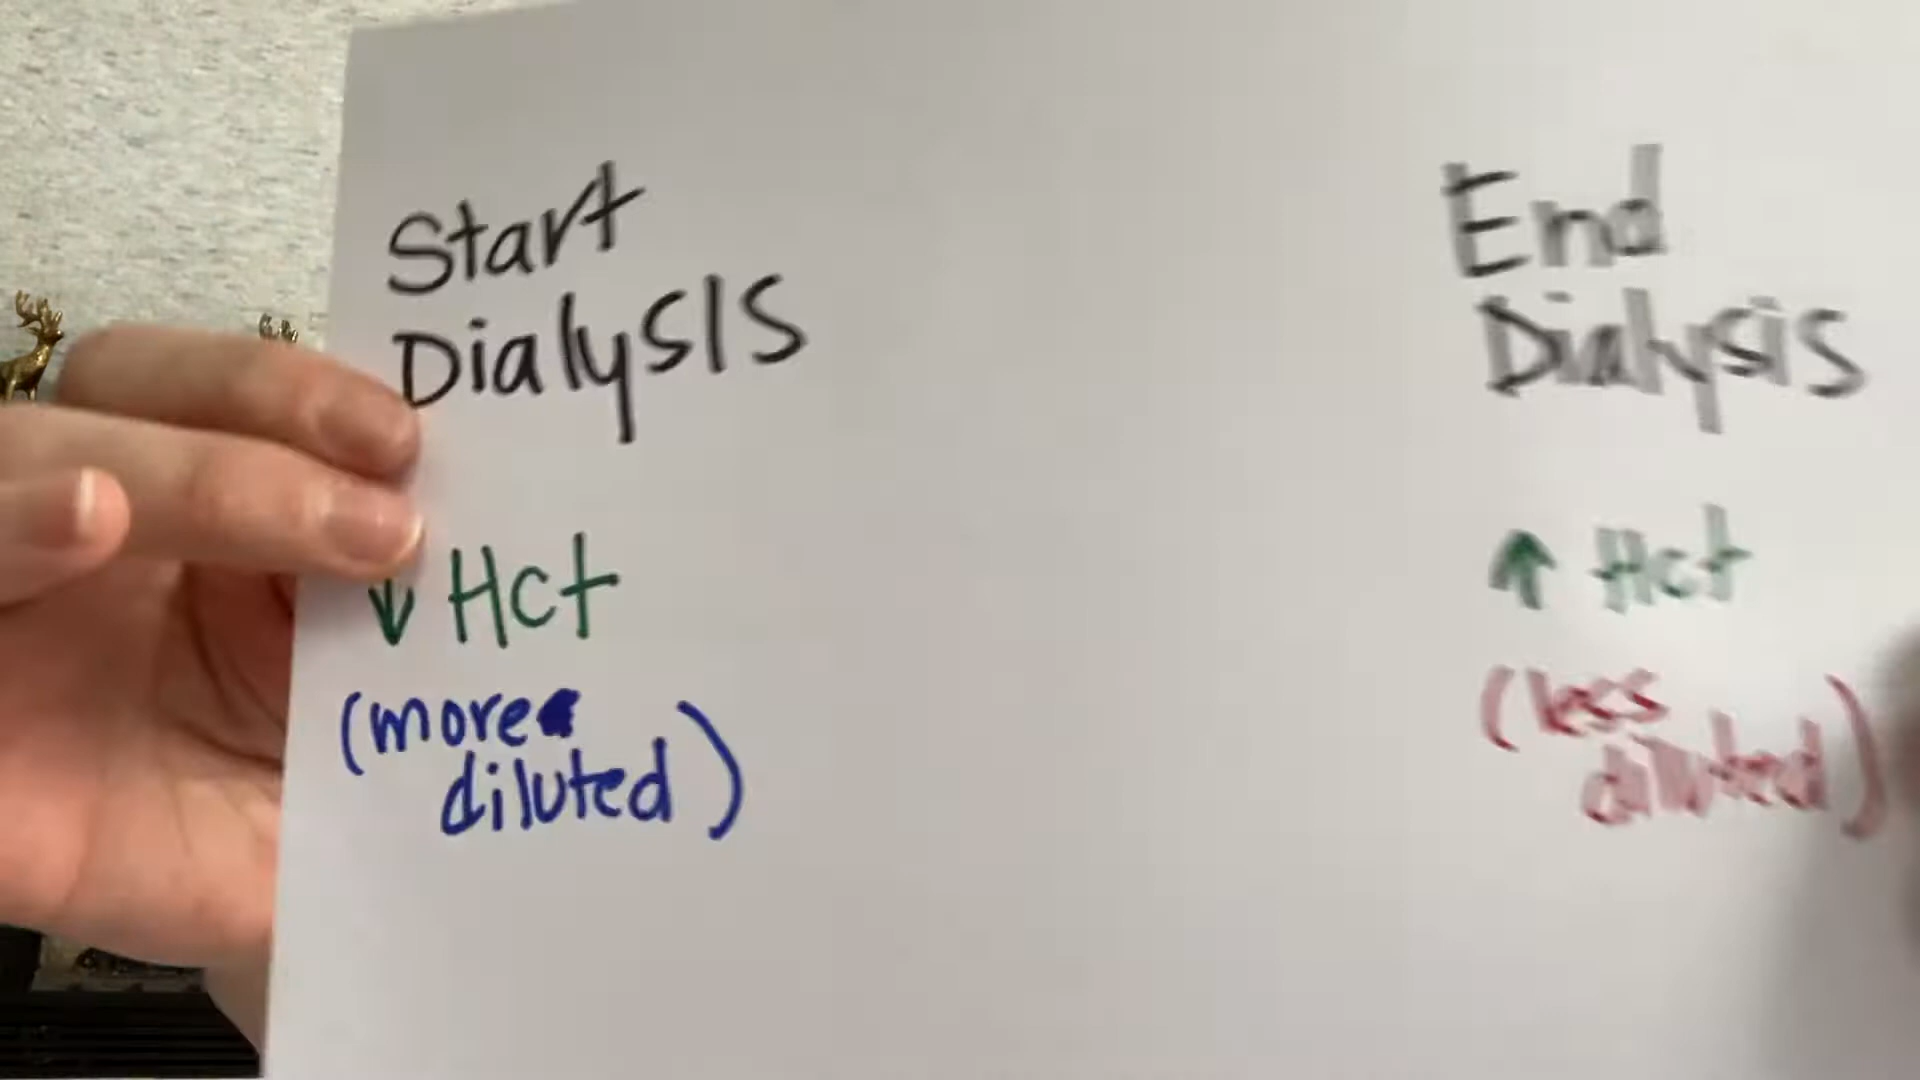 Start
Dialysis
↓ Hct
(more
diluted)
End
Dialysis
↑ Hct
(less
diluted)